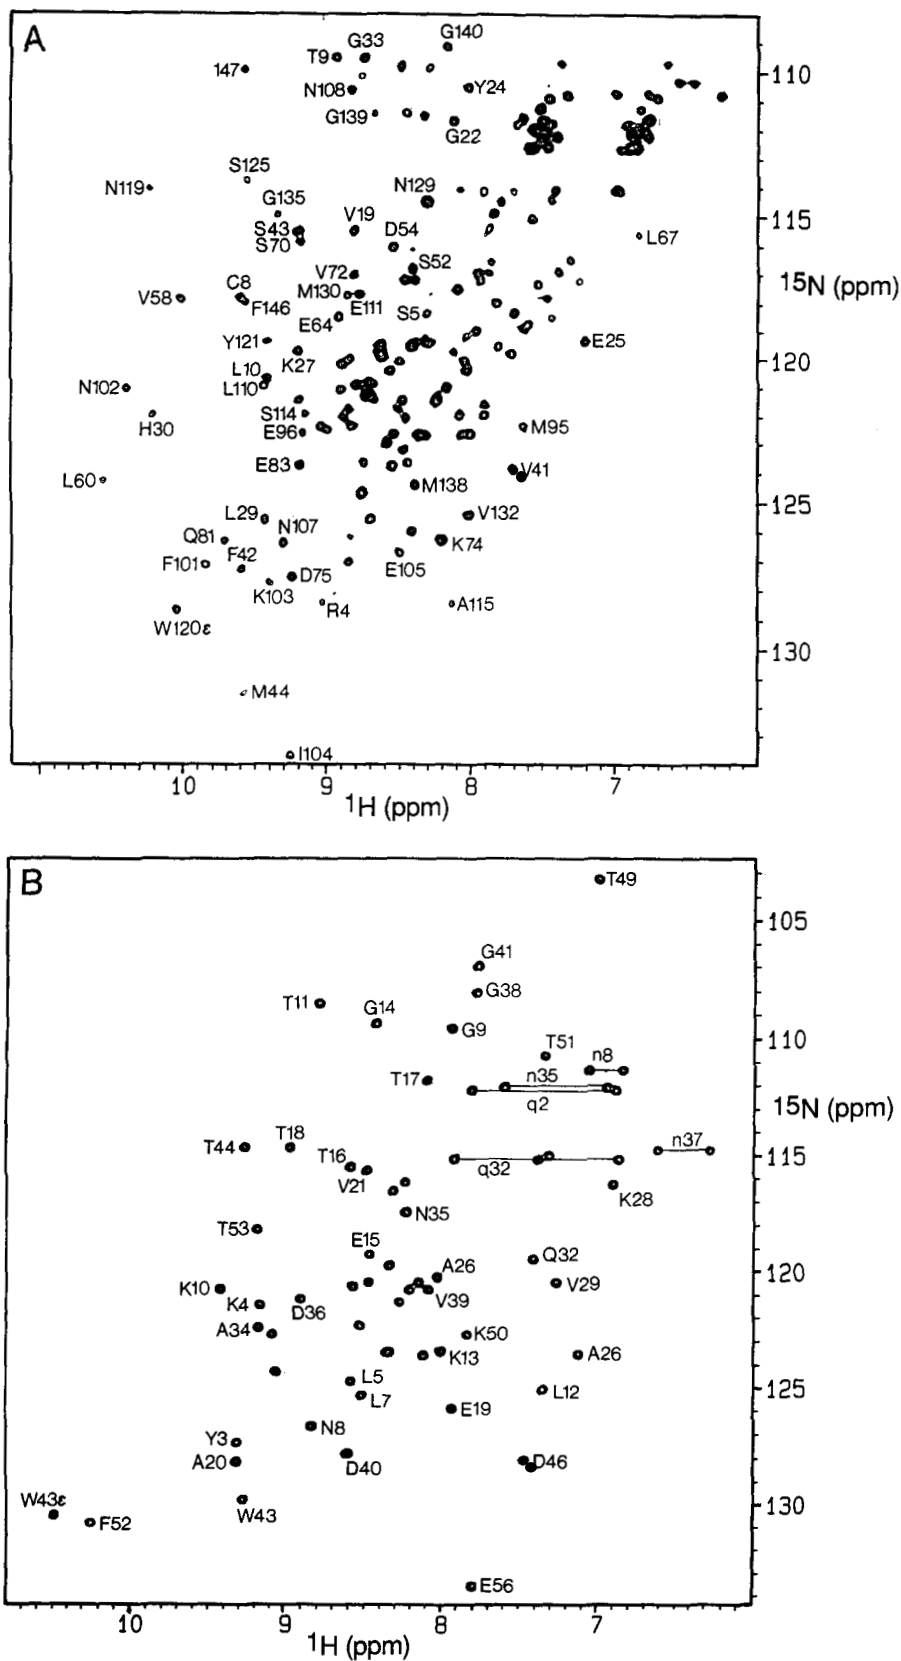 A
G140
G33
T9
147
110
N108
Y24
G139
G22
S125
N119
N129
G135
V19
115
S43
D54
L67
S70
S52
15N (ppm)
V72
C8
M130
V58
E111
F146
S5
E64
Y121
E25
K27
120
L10
N102
L110
S114
H30
M95
E96
E83
V41
L60
M138
125
L29
V132
N107
Q81
K74
F42
F101
E105
D75
K103
R4
A115
W120ε
130
M44
I104
10
9
8
7
1H (ppm)
B
T49
105
G41
G38
T11
G14
G9
110
T51
n8
n35
T17
q2
15N (ppm)
T44
T18
n37
T16
115
q32
V21
K28
N35
T53
E15
Q32
A26
120
K10
V29
K4
D36
V39
A34
K50
K13
A26
L5
L12
125
L7
E19
N8
Y3
A20
D40
D46
W43ε
130
W43
F52
E56
10
9
8
7
1H (ppm)